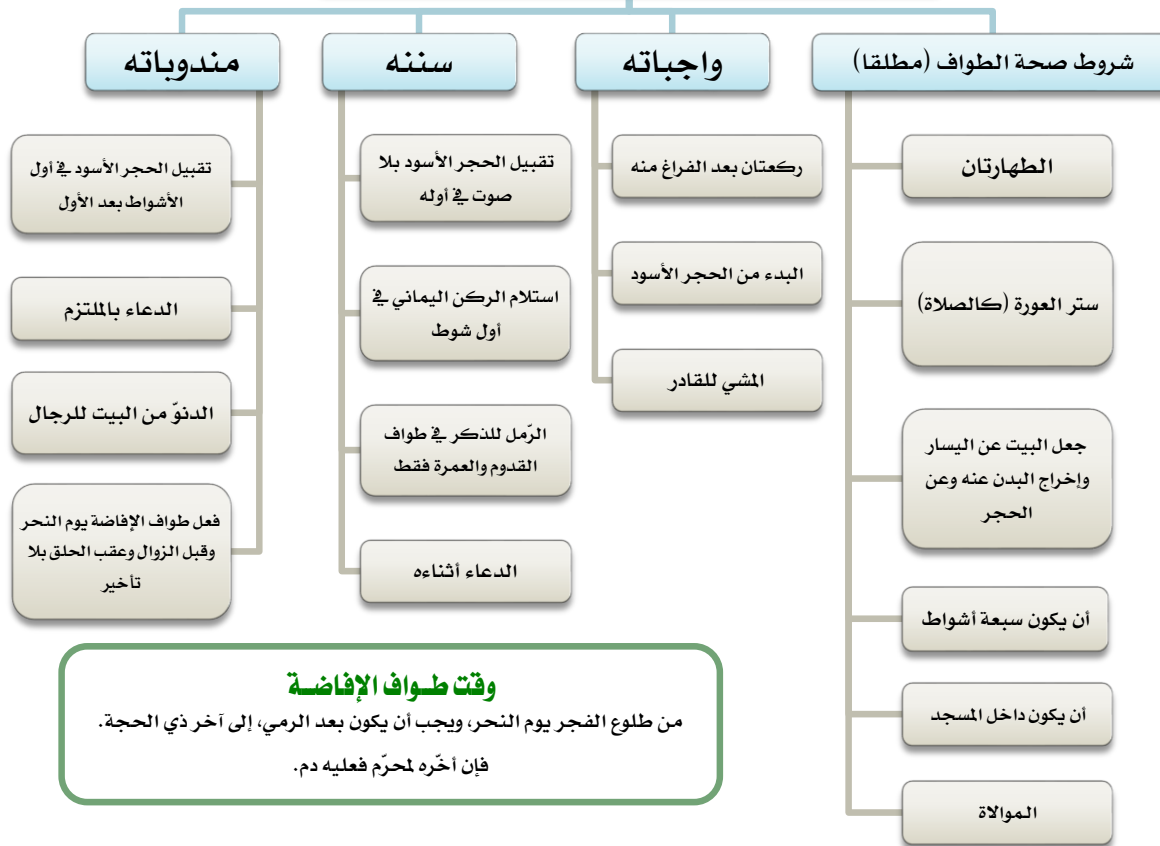 شروط صحة الطواف (مطلقا)
الطهارتان
ستر العورة (كالصلاة)
جعل البيت عن اليسار
وإخراج البدن عنه وعن
الحجر
أن يكون سبعة أشواط
أن يكون داخل المسجد
الموالاة
واجباته
ركعتان بعد الفراغ منه
البدء من الحجر الأسود
المشي للقادر
سننه
تقبيل الحجر الأسود بلا
صوت في أوله
استلام الركن اليماني في
أول شوط
الرّمل للذكر في طواف
القدوم والعمرة فقط
الدعاء أثناءه
مندوباته
تقبيل الحجر الأسود في أول
الأشواط بعد الأول
الدعاء بالملتزم
الدنوّ من البيت للرجال
فعل طواف الإفاضة يوم النحر
وقبل الزوال وعقب الحلق بلا
تأخير
وقت طـواف الإفاضـة
من طلوع الفجر يوم النحر، ويجب أن يكون بعد الرمي، إلى آخر ذي الحجة.
فإن أخّره لمحرّم فعليه دم.